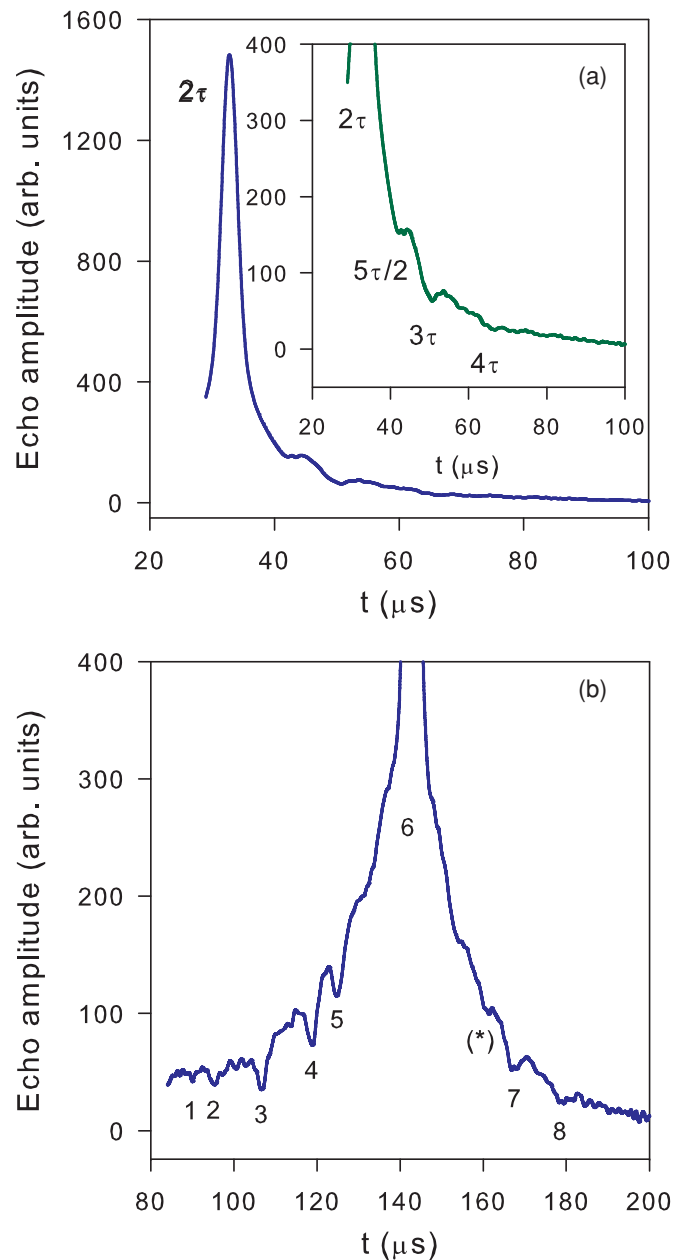 1600
1200
800
400
0
Echo amplitude (arb. units)
2τ
20 40 60 80 100
t (μs)
400
300
200
100
0
(a)
2τ
5τ/2
3τ
4τ
20 40 60 80 100
t (μs)
400
300
200
100
0
Echo amplitude (arb. units)
(b)
6
5
(*)
4
1 2 3
7
8
80 100 120 140 160 180 200
t (μs)